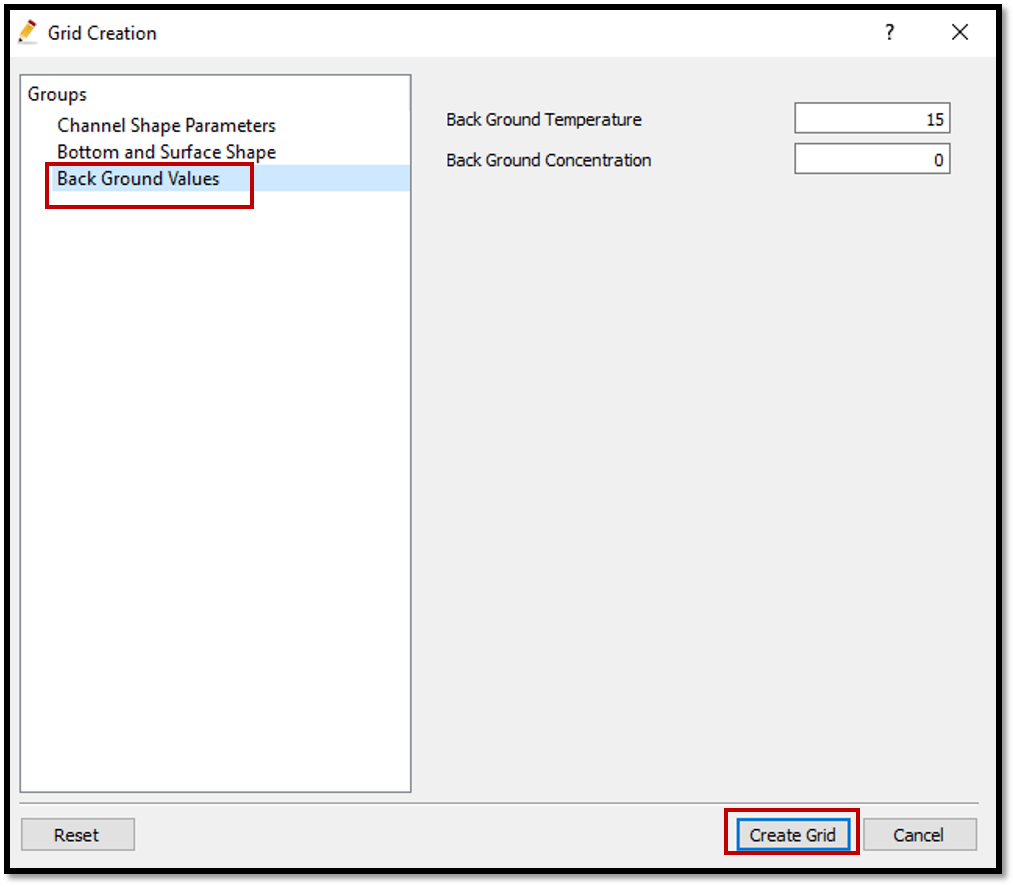 Grid Creation
?
Groups
Channel Shape Parameters
Bottom and Surface Shape
Back Ground Values
Back Ground Temperature 15
Back Ground Concentration 0
Reset Create Grid Cancel